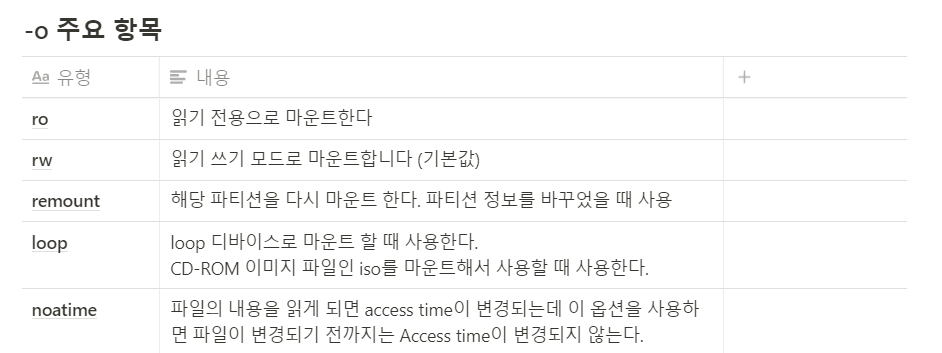 -o 주요 항목
Aa 유형 내용 +
ro 읽기 전용으로 마운트한다
rw 읽기 쓰기 모드로 마운트합니다 (기본값)
remount 해당 파티션을 다시 마운트 한다. 파티션 정보를 바꾸었을 때 사용
loop loop 디바이스로 마운트 할 때 사용한다.
CD-ROM 이미지 파일인 iso를 마운트해서 사용할 때 사용한다.
noatime 파일의 내용을 읽게 되면 access time이 변경되는데 이 옵션을 사용하
면 파일이 변경되기 전까지는 Access time이 변경되지 않는다.